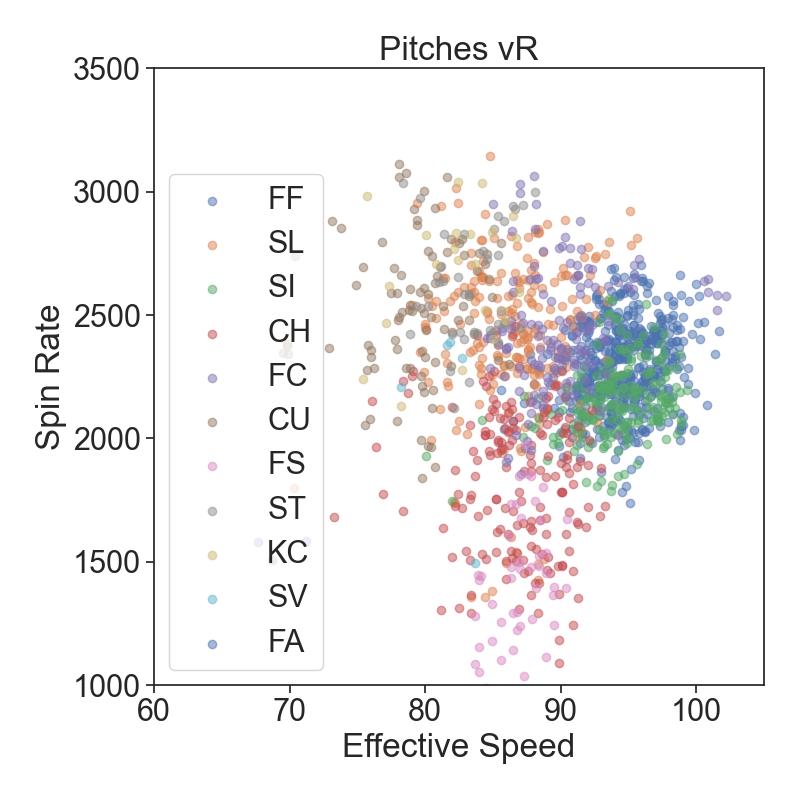 Pitches vR
3500
3000
2500
2000
1500
1000
Spin Rate
FF
SL
SI
CH
FC
CU
FS
ST
KC
SV
FA
60
70
80
90
100
Effective Speed